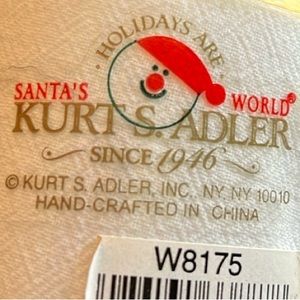 HOLIDAYS ARE
SANTA'S WORLD®
KURT S. ADLER
SINCE 1946
© KURT S. ADLER, INC. NY NY 10010
HAND-CRAFTED IN CHINA
W8175